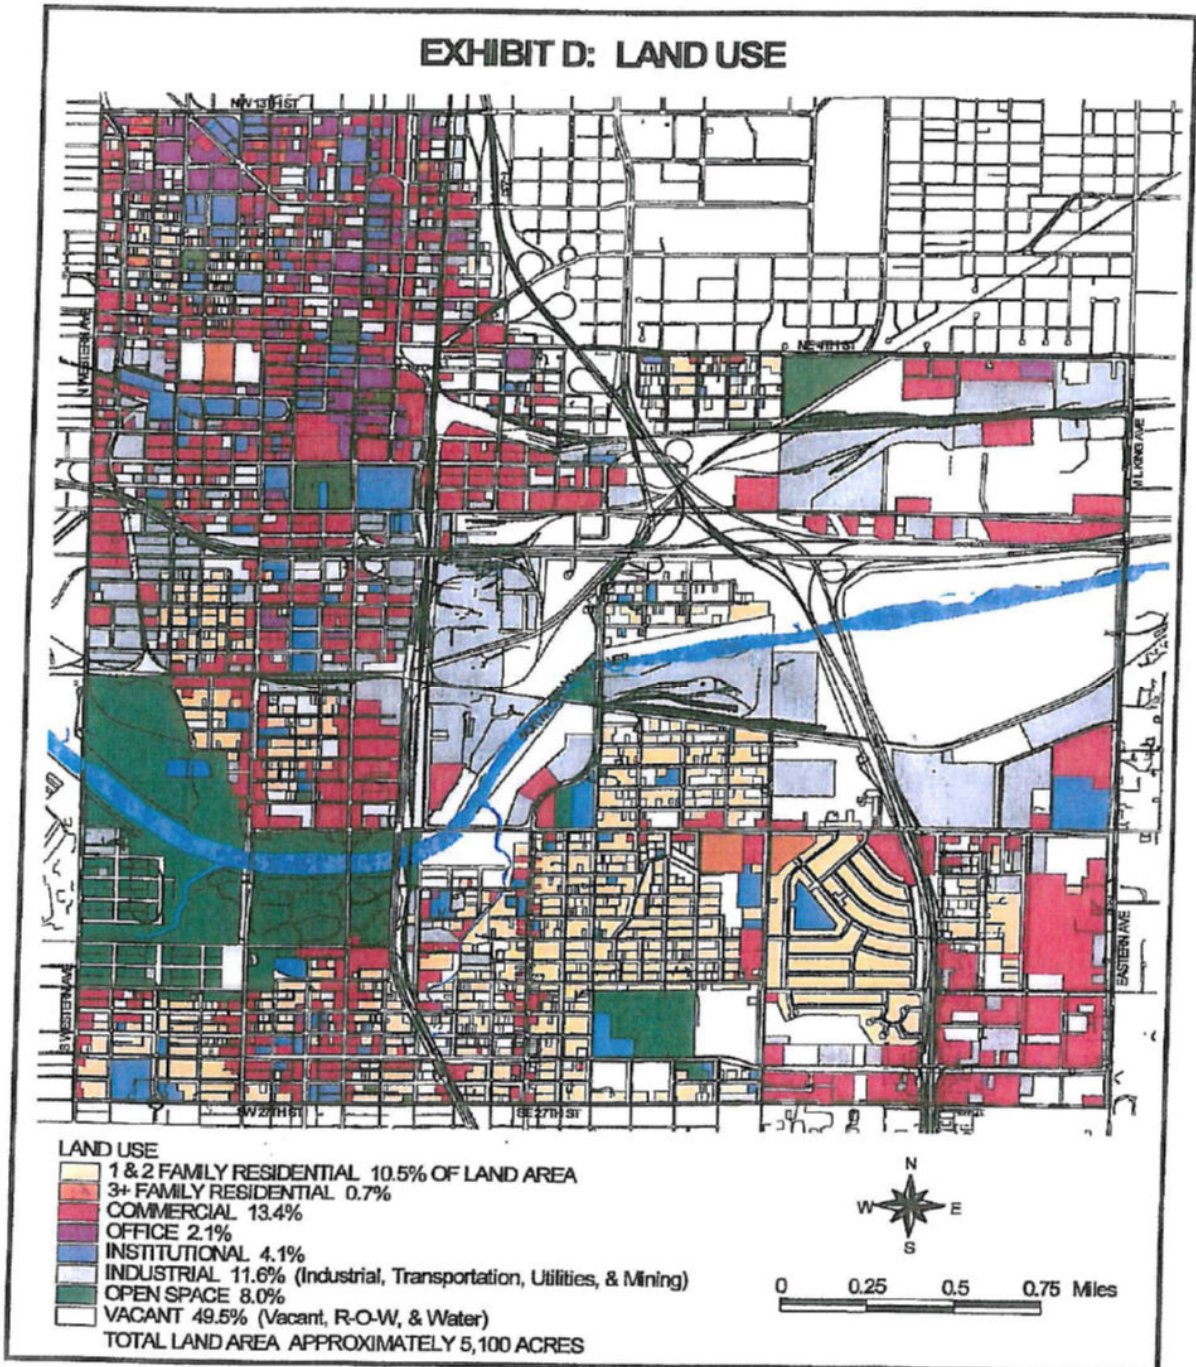 EXHIBIT D: LAND USE
NW 13TH ST
N WESTERN AVE
NE 4TH ST
M L KING AVE
S WESTERN AVE
EASTERN AVE
SW 27TH ST
SE 27TH ST
LAND USE
1 & 2 FAMILY RESIDENTIAL 10.5% OF LAND AREA
3+ FAMILY RESIDENTIAL 0.7%
COMMERCIAL 13.4%
OFFICE 2.1%
INSTITUTIONAL 4.1%
INDUSTRIAL 11.6% (Industrial, Transportation, Utilities, & Mining)
OPEN SPACE 8.0%
VACANT 49.5% (Vacant, R-O-W, & Water)
TOTAL LAND AREA APPROXIMATELY 5,100 ACRES
N
W E
S
0 0.25 0.5 0.75 Miles